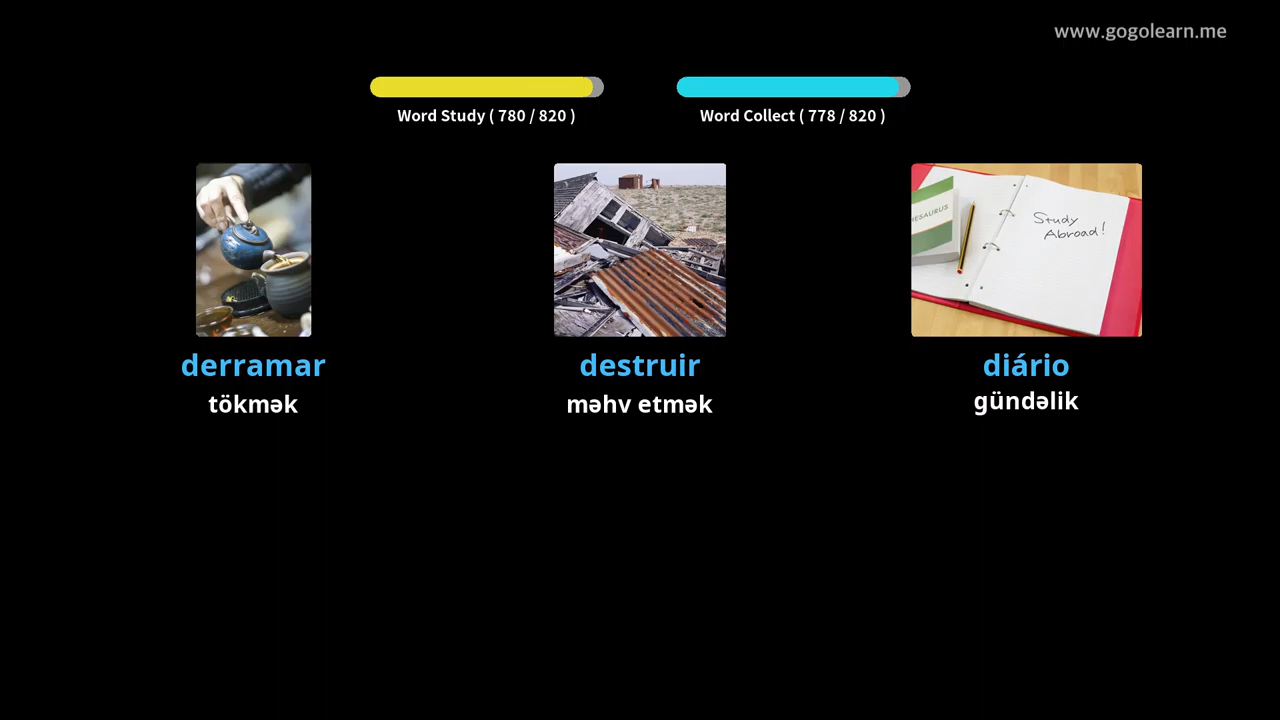 www.gogolearn.me
Word Study ( 780 / 820 )
Word Collect ( 778 / 820 )
THESAURUS
Study
Abroad!
derramar
destruir
diário
tökmək
məhv etmək
gündəlik